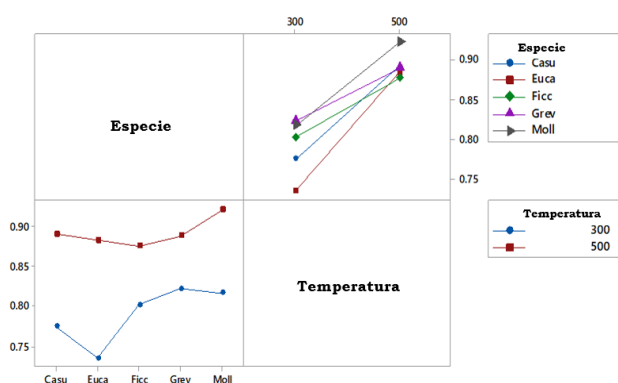 300 500
Especie
0.90
0.85
0.80
0.75
Especie
Casu
Euca
Ficc
Grev
Moll
0.90
0.85
0.80
0.75
Temperatura
Temperatura
300
500
Casu Euca Ficc Grev Moll